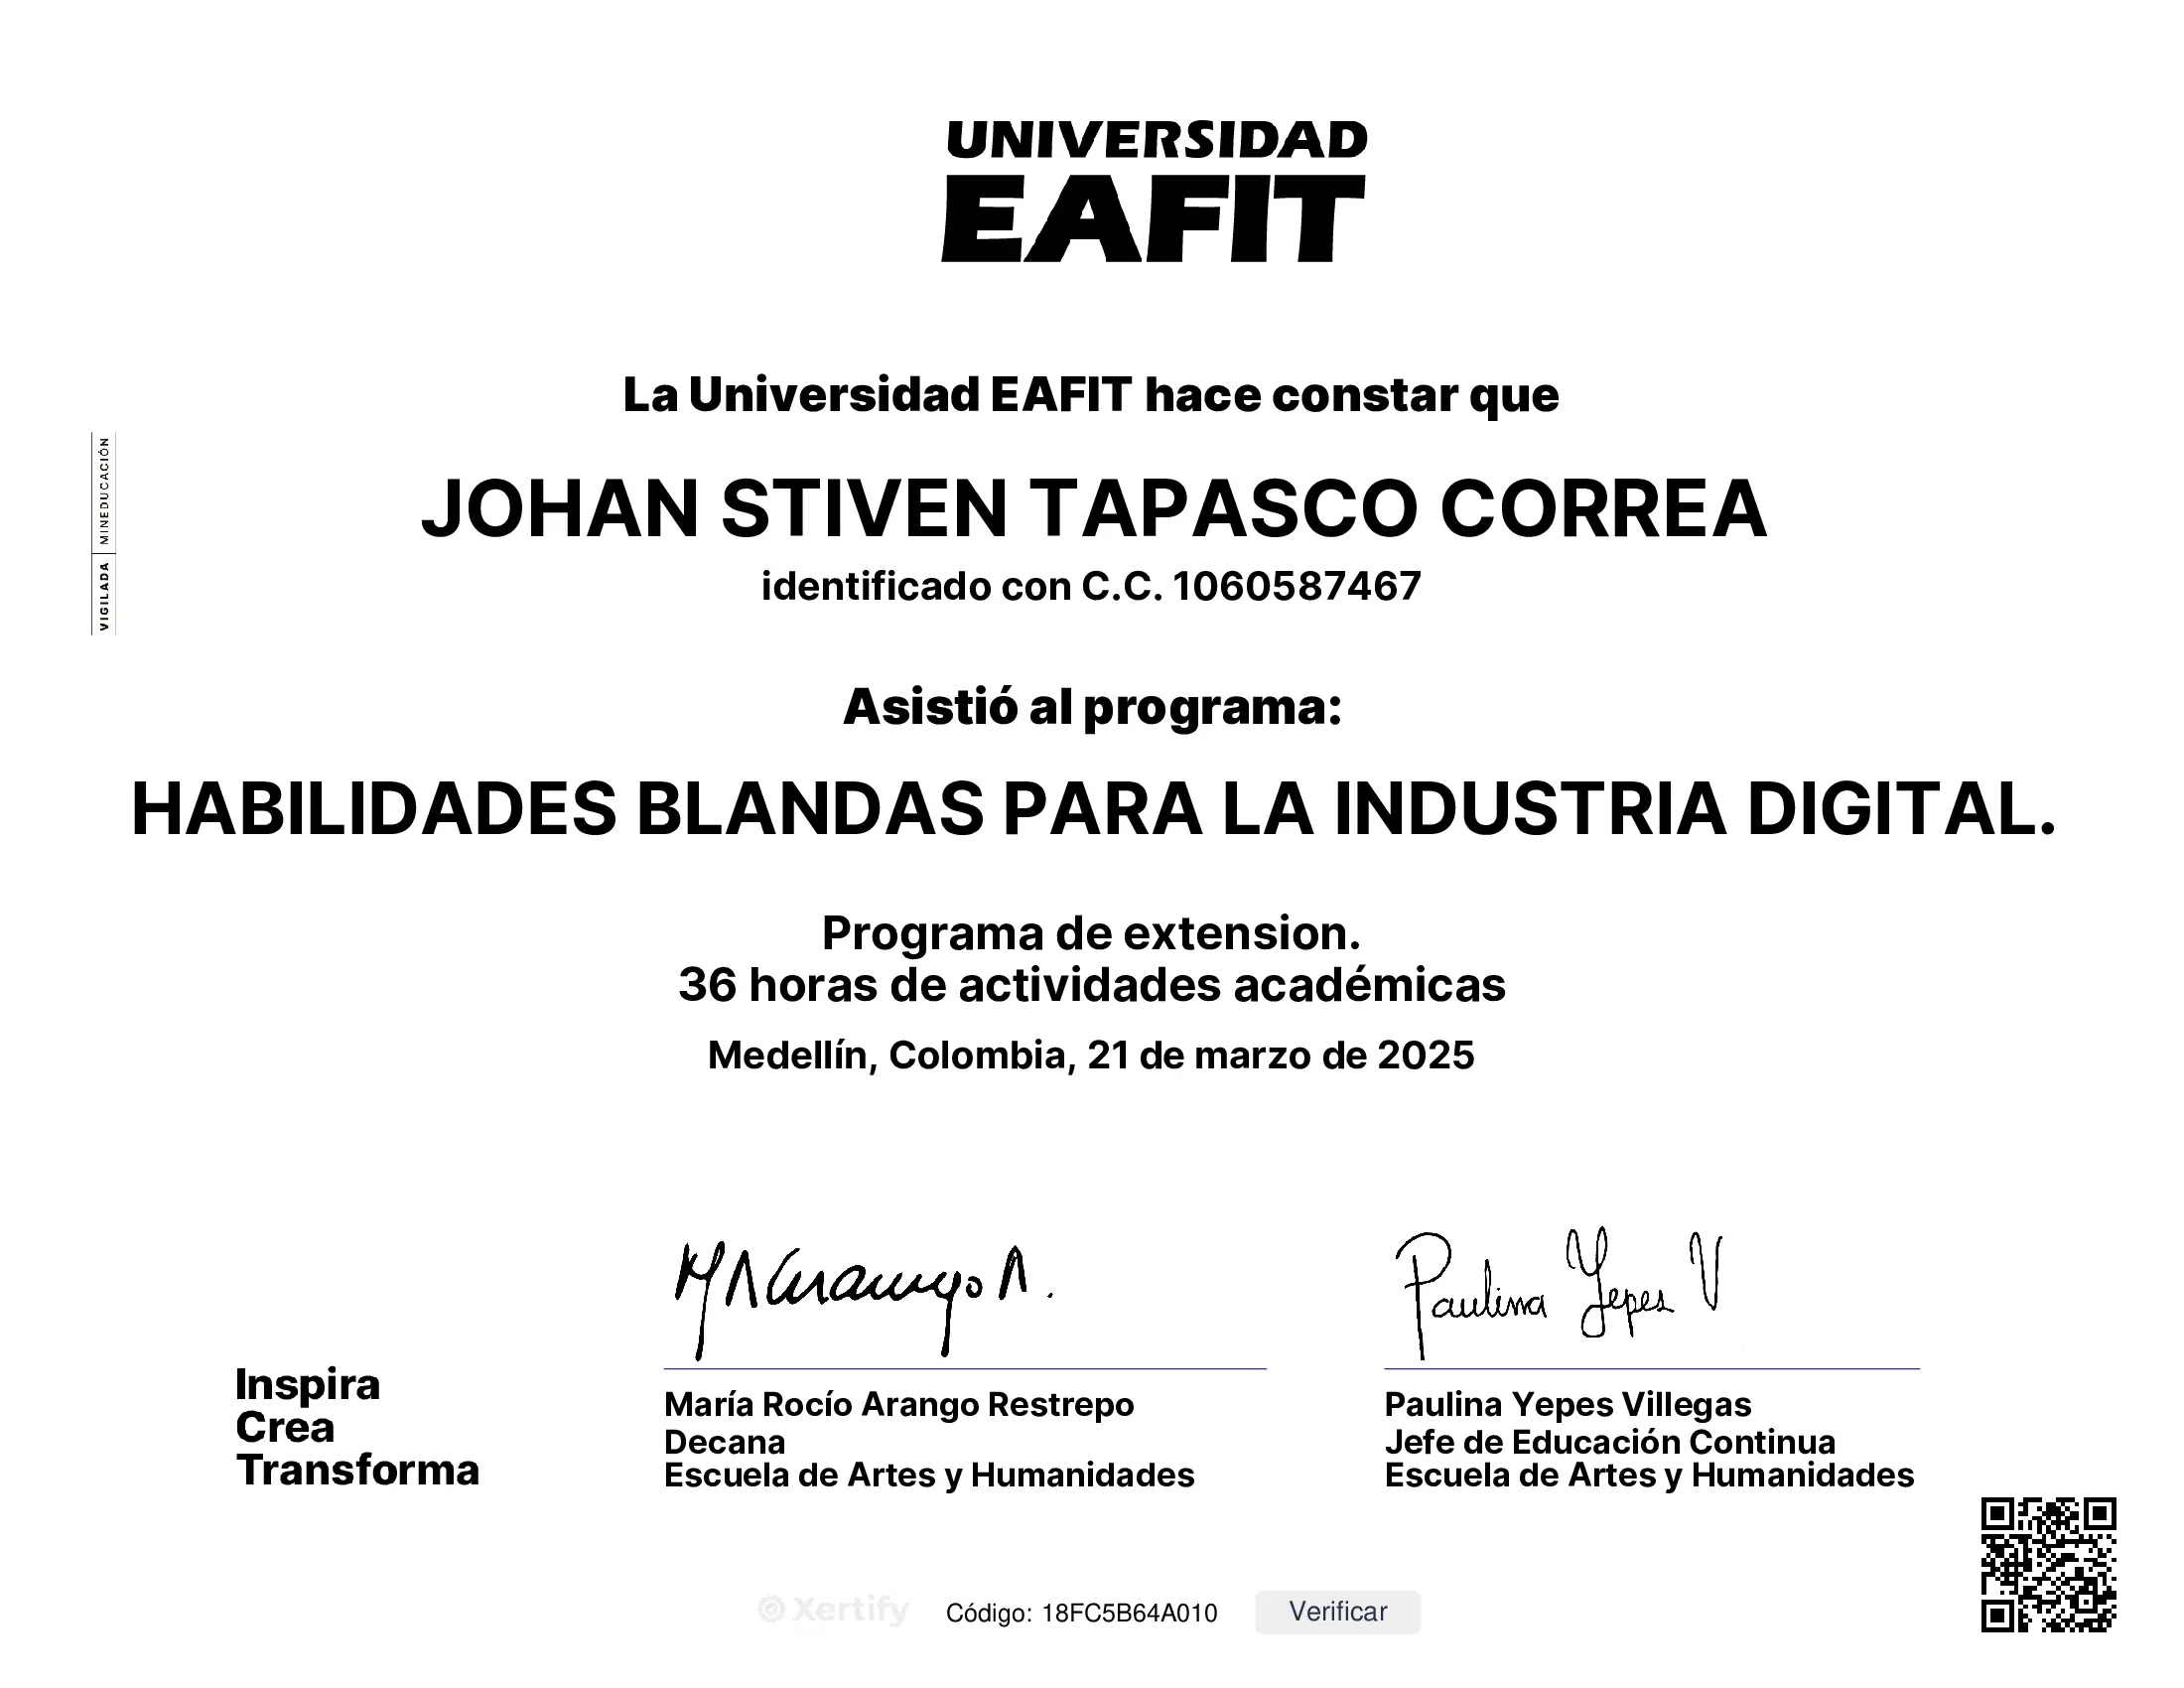 UNIVERSIDAD
EAFIT
La Universidad EAFIT hace constar que
VIGILADA MINEDUCACIÓN
JOHAN STIVEN TAPASCO CORREA
identificado con C.C. 1060587467
Asistió al programa:
HABILIDADES BLANDAS PARA LA INDUSTRIA DIGITAL.
Programa de extension.
36 horas de actividades académicas
Medellín, Colombia, 21 de marzo de 2025
Paulina Yepes V
Inspira
Crea
Transforma
María Rocío Arango Restrepo
Decana
Escuela de Artes y Humanidades
Paulina Yepes Villegas
Jefe de Educación Continua
Escuela de Artes y Humanidades
Xertify
Código: 18FC5B64A010
Verificar